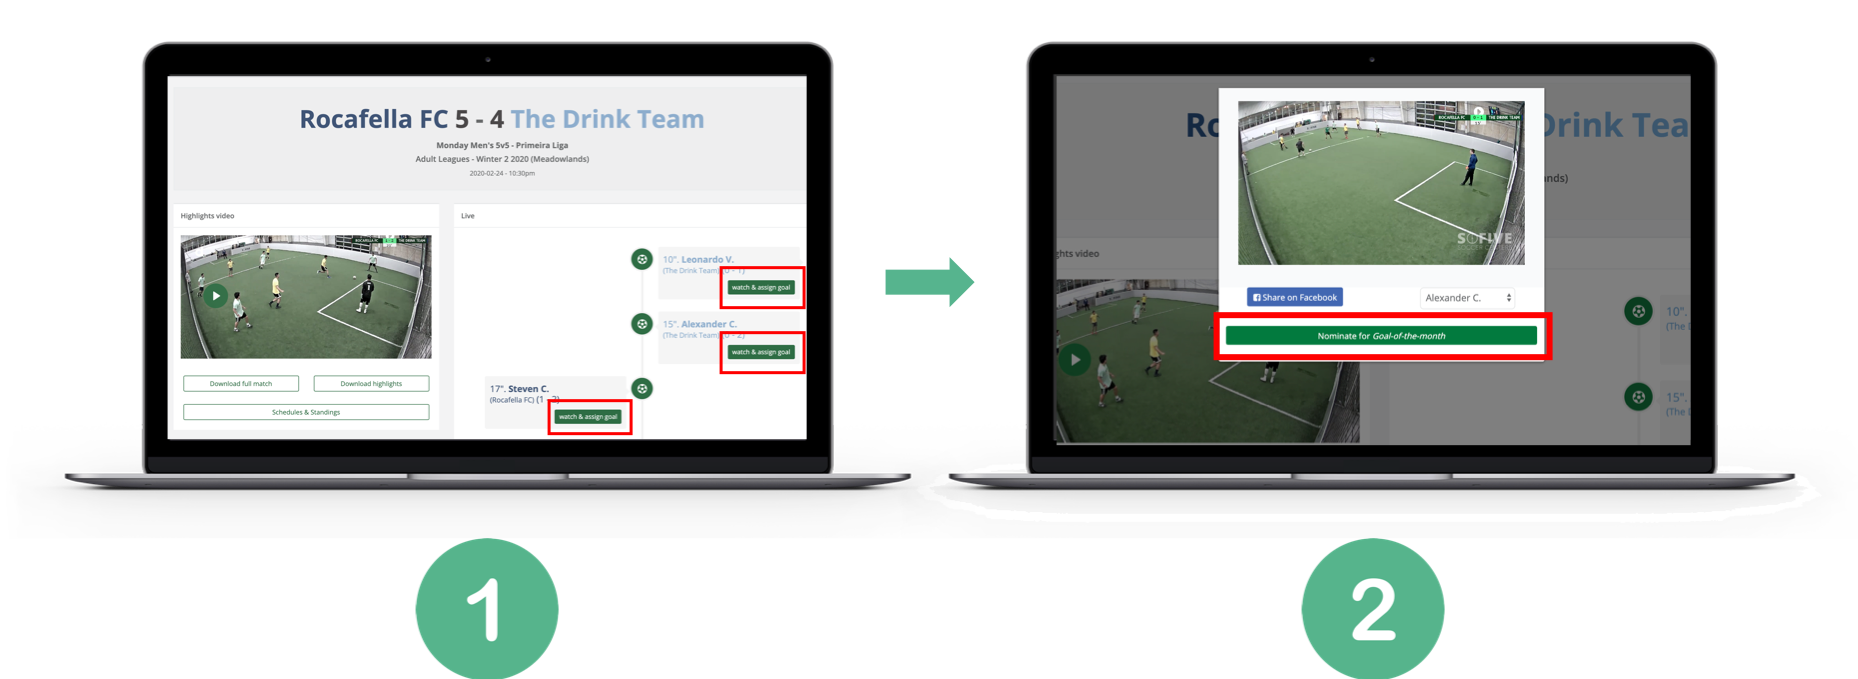 Rocafella FC 5 - 4 The Drink Team
Monday Men's 5v5 - Primeira Liga
Adult Leagues - Winter 2 2020 (Meadowlands)
2020-02-24 - 10:30pm
Highlights video
ROCAFELLA FC
THE DRINK TEAM
Download full match
Download highlights
Schedules & Standings
Live
10". Leonardo V.
(The Drink Team) (0 - 1)
watch & assign goal
15". Alexander C.
(The Drink Team) (0 - 2)
watch & assign goal
17". Steven C.
(Rocafella FC) (1 - 2)
watch & assign goal
1
Ro
Drink Tea
nds)
ghts video
ROCAFELLA FC
THE DRINK TEAM
SOFIVE
SOCCER CENTERS
Share on Facebook
Alexander C.
Nominate for Goal-of-the-month
10".
(The D
15".
(The D
2